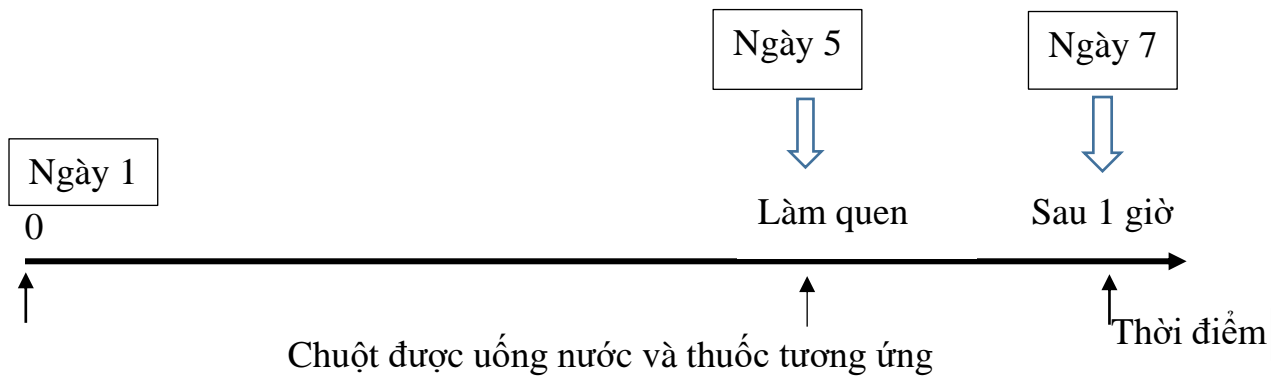 Ngày 5
Ngày 7
Ngày 1
0
Làm quen
Sau 1 giờ
Thời điểm
Chuột được uống nước và thuốc tương ứng